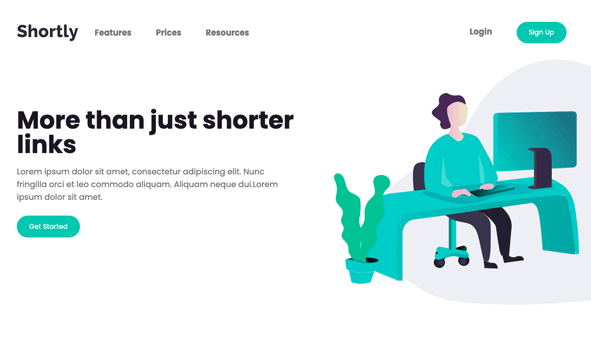 Shortly Features Prices Resources Login Sign Up
More than just shorter
links
Lorem ipsum dolor sit amet, consectetur adipiscing elit. Nunc
fringilla orci et leo commodo aliquam. Aliquam neque dui.Lorem
ipsum dolor sit amet.
Get Started